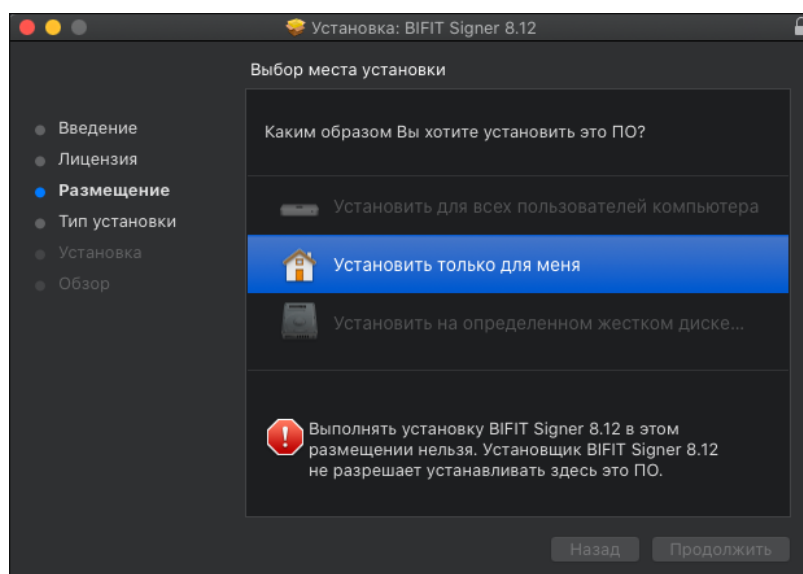 Установка: BIFIT Signer 8.12
Выбор места установки
Введение
Лицензия
Размещение
Тип установки
Установка
Обзор
Каким образом Вы хотите установить это ПО?
Установить для всех пользователей компьютера
Установить только для меня
Установить на определенном жестком диске...
Выполнять установку BIFIT Signer 8.12 в этом
размещении нельзя. Установщик BIFIT Signer 8.12
не разрешает устанавливать здесь это ПО.
Назад
Продолжить